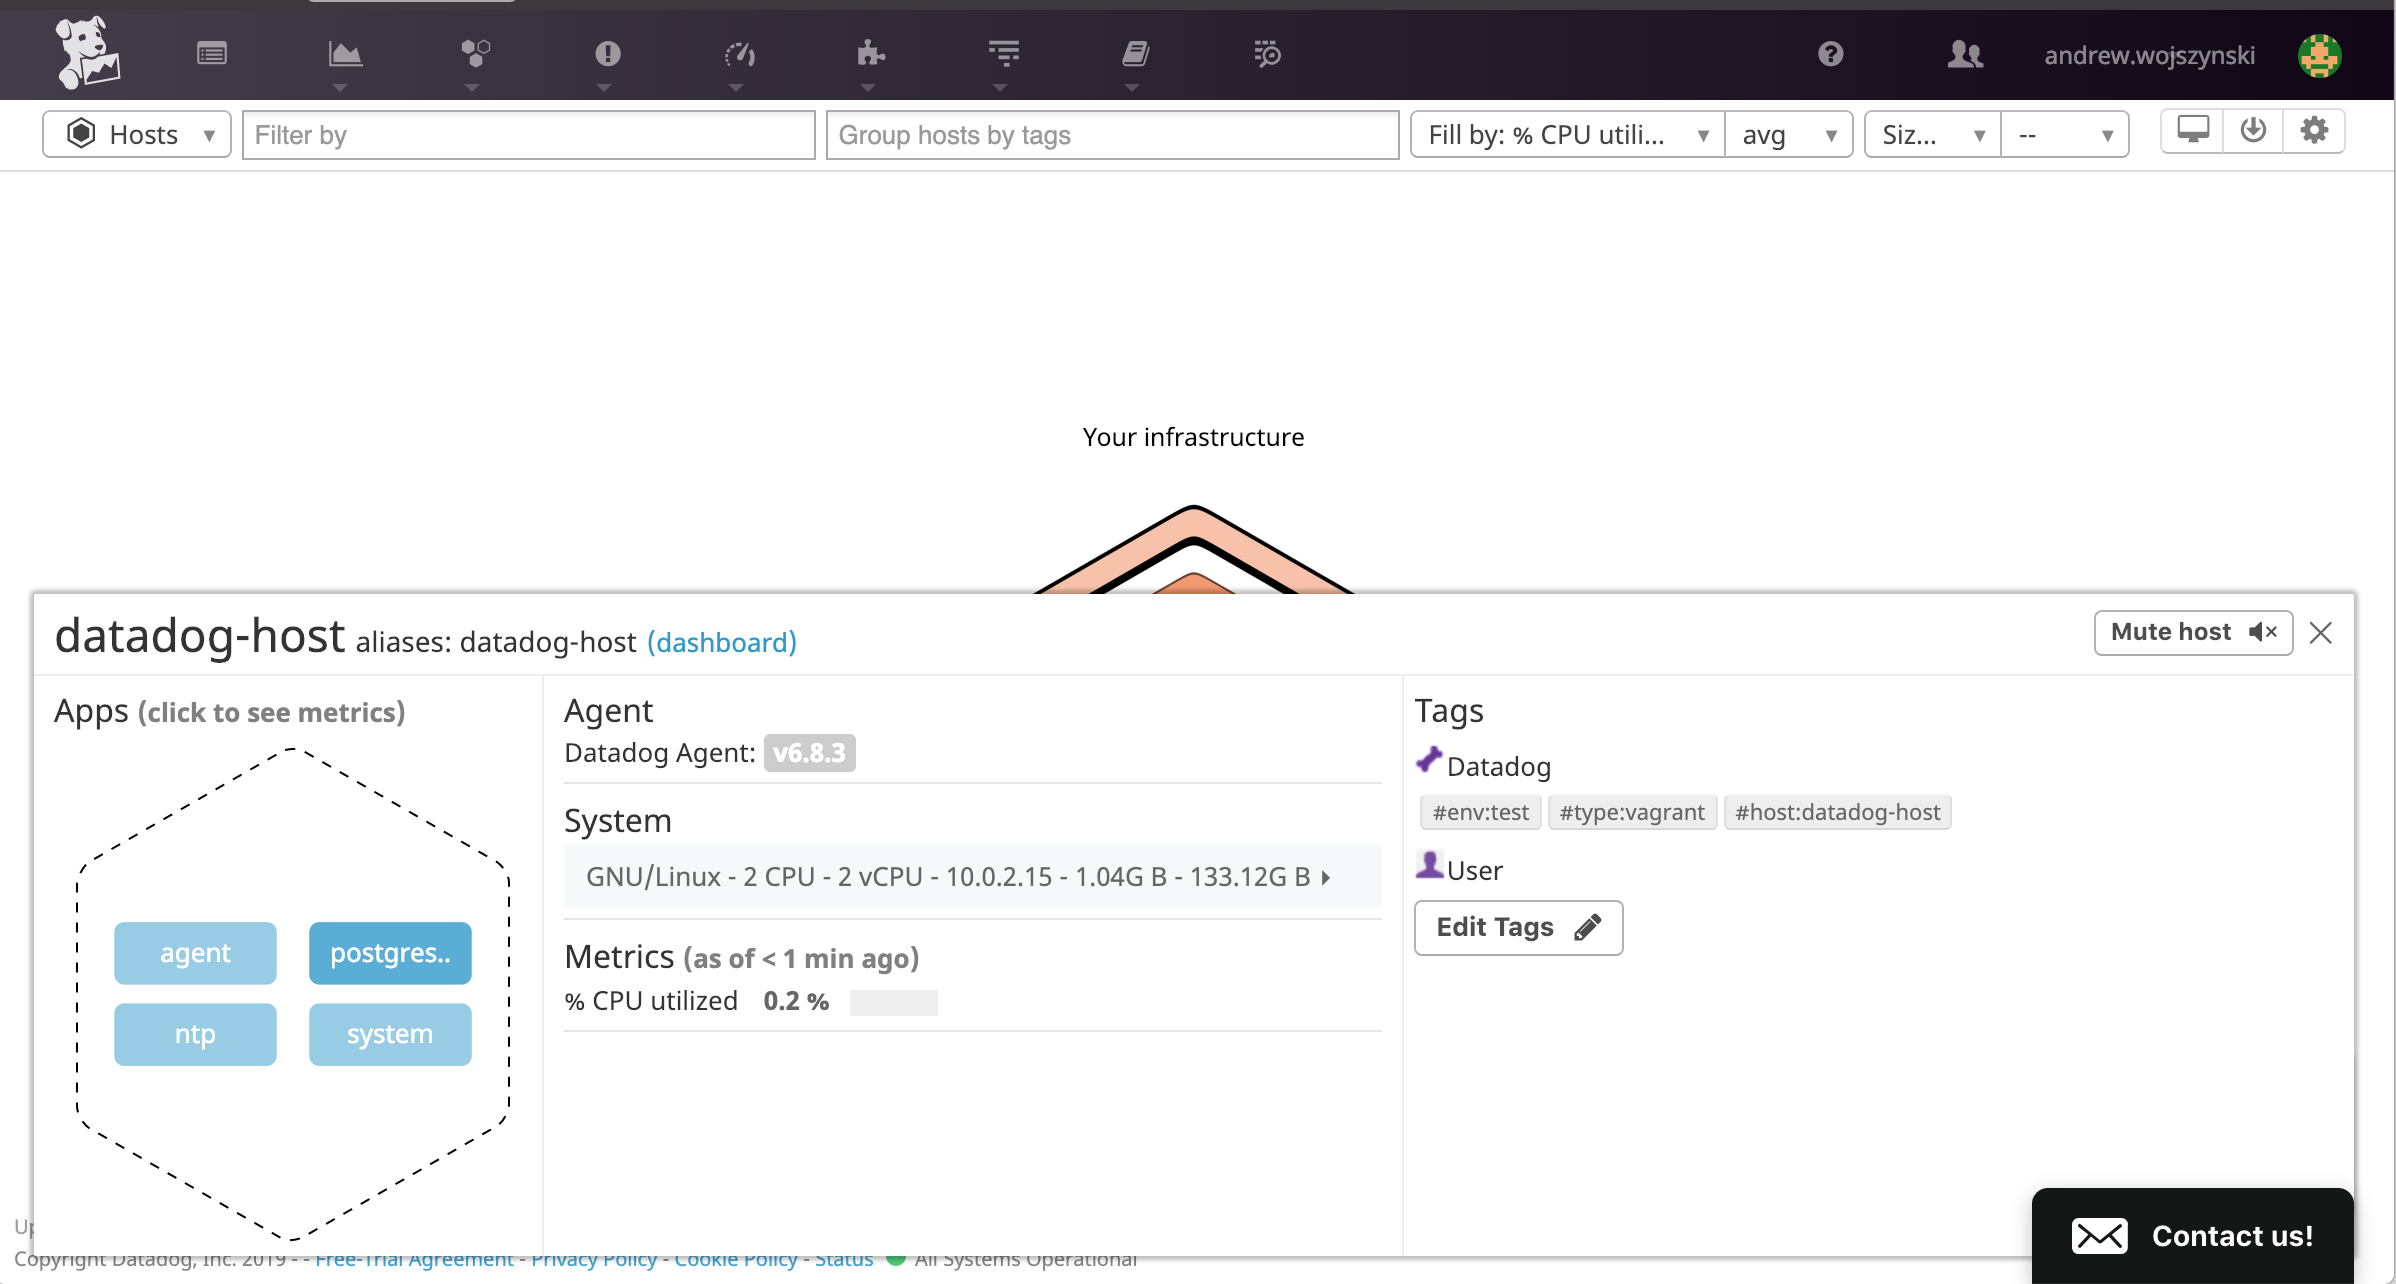 andrew.wojszynski
Hosts
Filter by
Group hosts by tags
Fill by: % CPU utili...
avg
Siz...
--
Your infrastructure
datadog-host aliases: datadog-host (dashboard)
Mute host
Apps (click to see metrics)
agent
postgres..
ntp
system
Agent
Datadog Agent: v6.8.3
System
GNU/Linux - 2 CPU - 2 vCPU - 10.0.2.15 - 1.04G B - 133.12G B
Metrics (as of < 1 min ago)
% CPU utilized 0.2 %
Tags
Datadog
#env:test #type:vagrant #host:datadog-host
User
Edit Tags
Copyright Datadog, Inc. 2019 - - Free-Trial Agreement - Privacy Policy - Cookie Policy - Status All Systems Operational
Contact us!